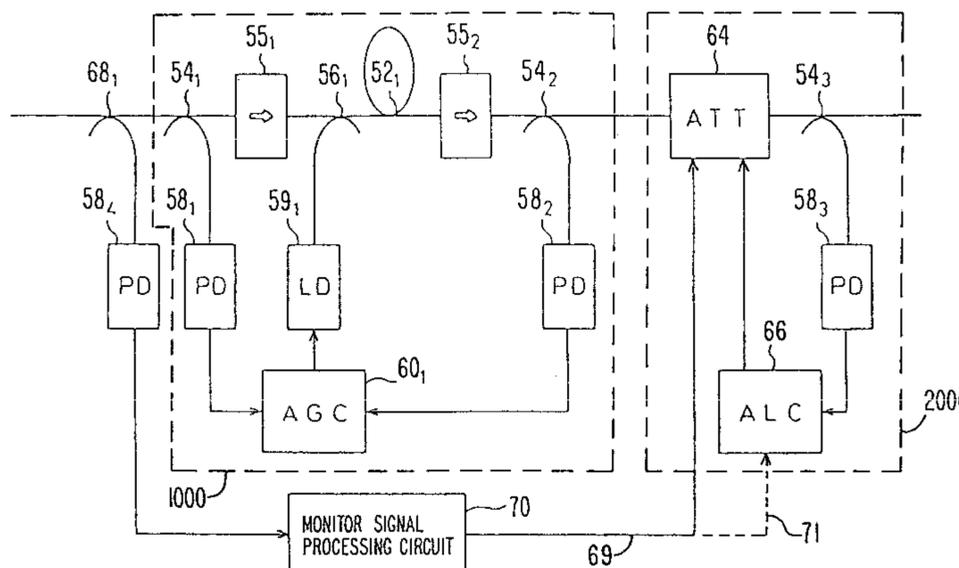 64
55₁
55₂
68₁
54₁
56₁
52₁
54₂
54₃
ATT
58₄
58₁
59₁
58₂
58₃
PD
PD
LD
PD
PD
66
60₁
AGC
ALC
200
1000
70
MONITOR SIGNAL
PROCESSING CIRCUIT
69
71